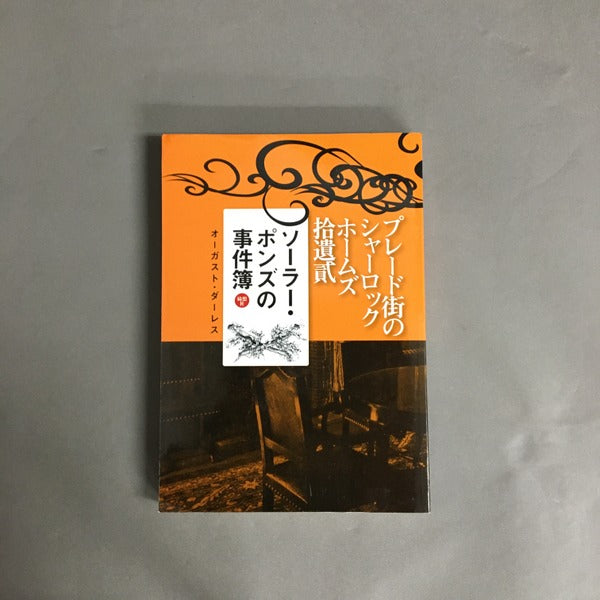 プレード街の
シャーロック
ホームズ
拾遺貳
ソーラー・
ポンズの
事件簿
オーガスト・ダーレス